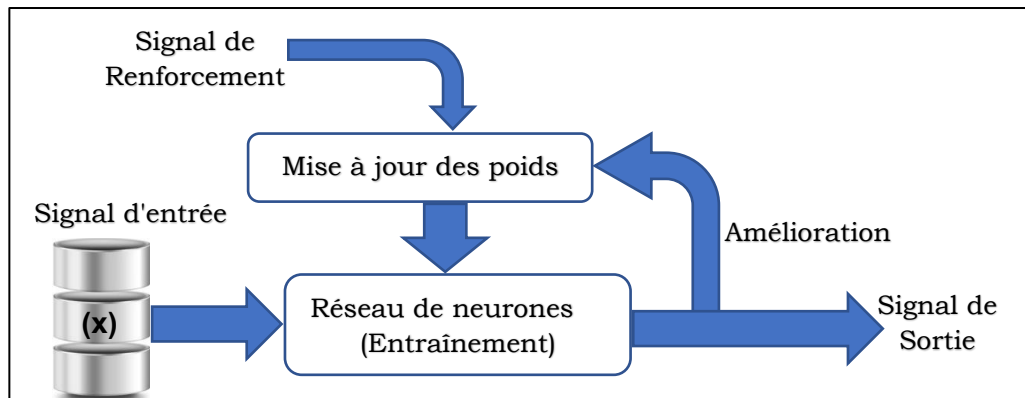 Signal de
Renforcement
Mise à jour des poids
Signal d'entrée
Amélioration
(x)
Réseau de neurones
(Entraînement)
Signal de
Sortie